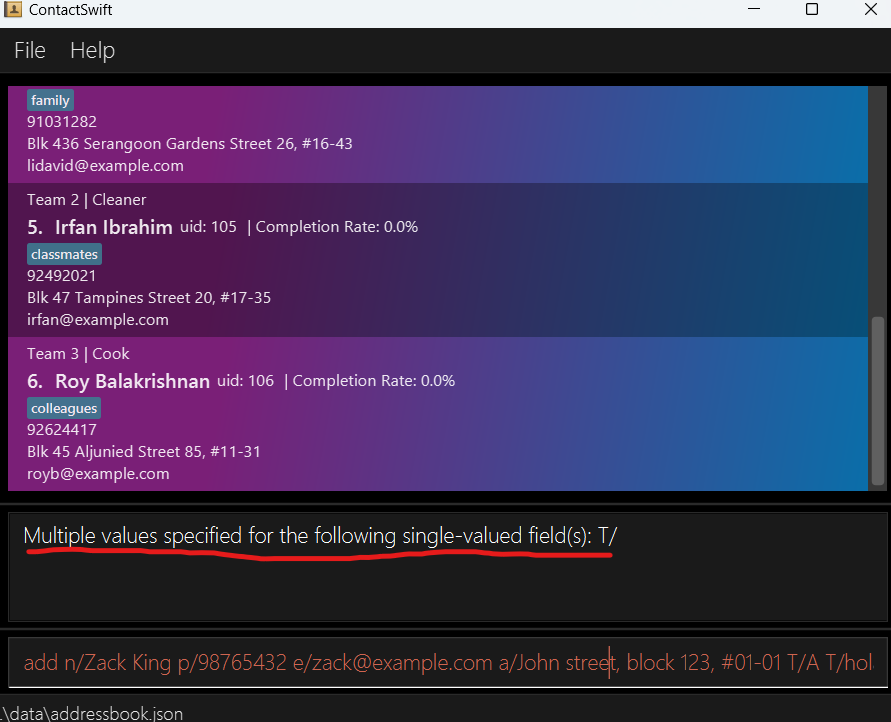 ContactSwift
File Help
family
91031282
Blk 436 Serangoon Gardens Street 26, #16-43
lidavid@example.com
Team 2 | Cleaner
5. Irfan Ibrahim uid: 105 | Completion Rate: 0.0%
classmates
92492021
Blk 47 Tampines Street 20, #17-35
irfan@example.com
Team 3 | Cook
6. Roy Balakrishnan uid: 106 | Completion Rate: 0.0%
colleagues
92624417
Blk 45 Aljunied Street 85, #11-31
royb@example.com
Multiple values specified for the following single-valued field(s): T/
add n/Zack King p/98765432 e/zack@example.com a/John street, block 123, #01-01 T/A T/hol
.\data\addressbook.json